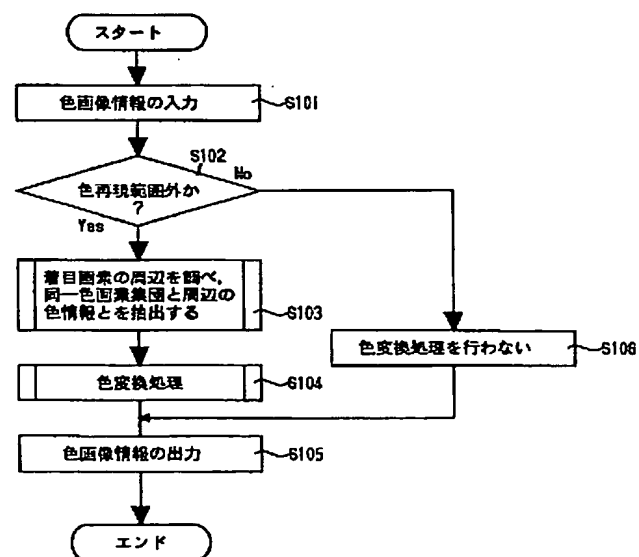 スタート
色画像情報の入力
S101
S102
色再現範囲外か
?
No
Yes
着目画素の周辺を調べ,
同一色画素集団と周辺の
色情報とを抽出する
S103
色変換処理を行わない
S106
色変換処理
S104
色画像情報の出力
S105
エンド